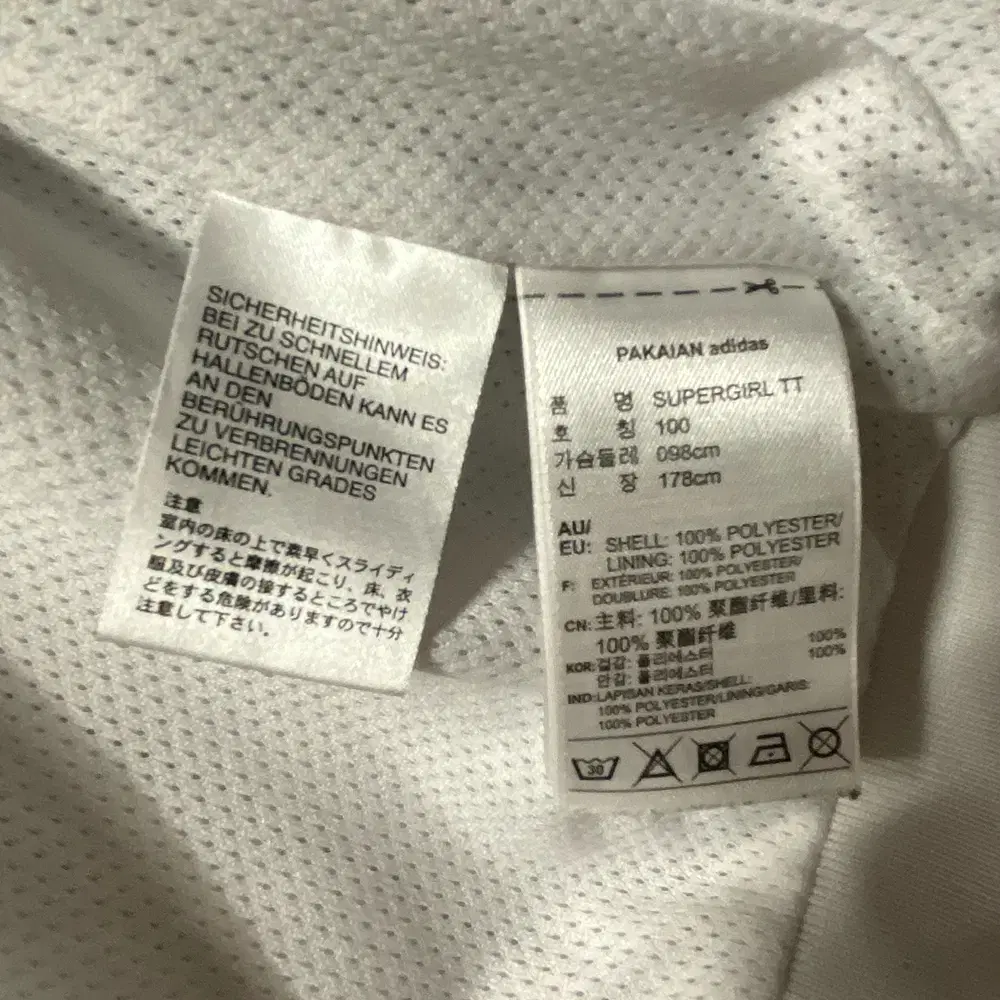 SICHERHEITSHINWEIS:
BEI ZU SCHNELLEM
RUTSCHEN AUF
HALLENBÖDEN KANN ES
AN DEN
BERÜHRUNGSPUNKTEN
ZU VERBRENNUNGEN
LEICHTEN GRADES
KOMMEN.
注意
室内の床の上で素早くスライディ
ングすると摩擦が起こり、床、衣
服及び皮膚の接するところでやけ
どをする危険がありますので十分
注意して下さい。
PAKAIAN adidas
품 명 SUPERGIRL TT
호 칭 100
가슴둘레 098cm
신 장 178cm
AU/
EU: SHELL: 100% POLYESTER/
LINING: 100% POLYESTER
F: EXTÉRIEUR: 100% POLYESTER/
DOUBLURE: 100% POLYESTER
CN: 主料: 100% 聚酯纤维/里料:
100% 聚酯纤维
KOR: 겉감: 폴리에스터 100%
안감: 폴리에스터 100%
IND: LAPISAN KERAS/SHELL:
100% POLYESTER/LINING/GARIS:
100% POLYESTER
30